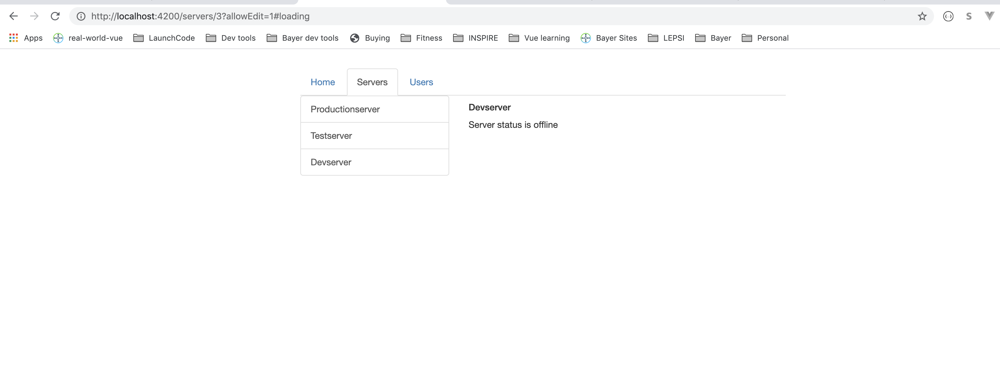 http://localhost:4200/servers/3?allowEdit=1#loading
Apps real-world-vue LaunchCode Dev tools Bayer dev tools Buying Fitness INSPIRE Vue learning Bayer Sites LEPSI Bayer Personal
Home Servers Users
Productionserver
Testserver
Devserver
Devserver
Server status is offline